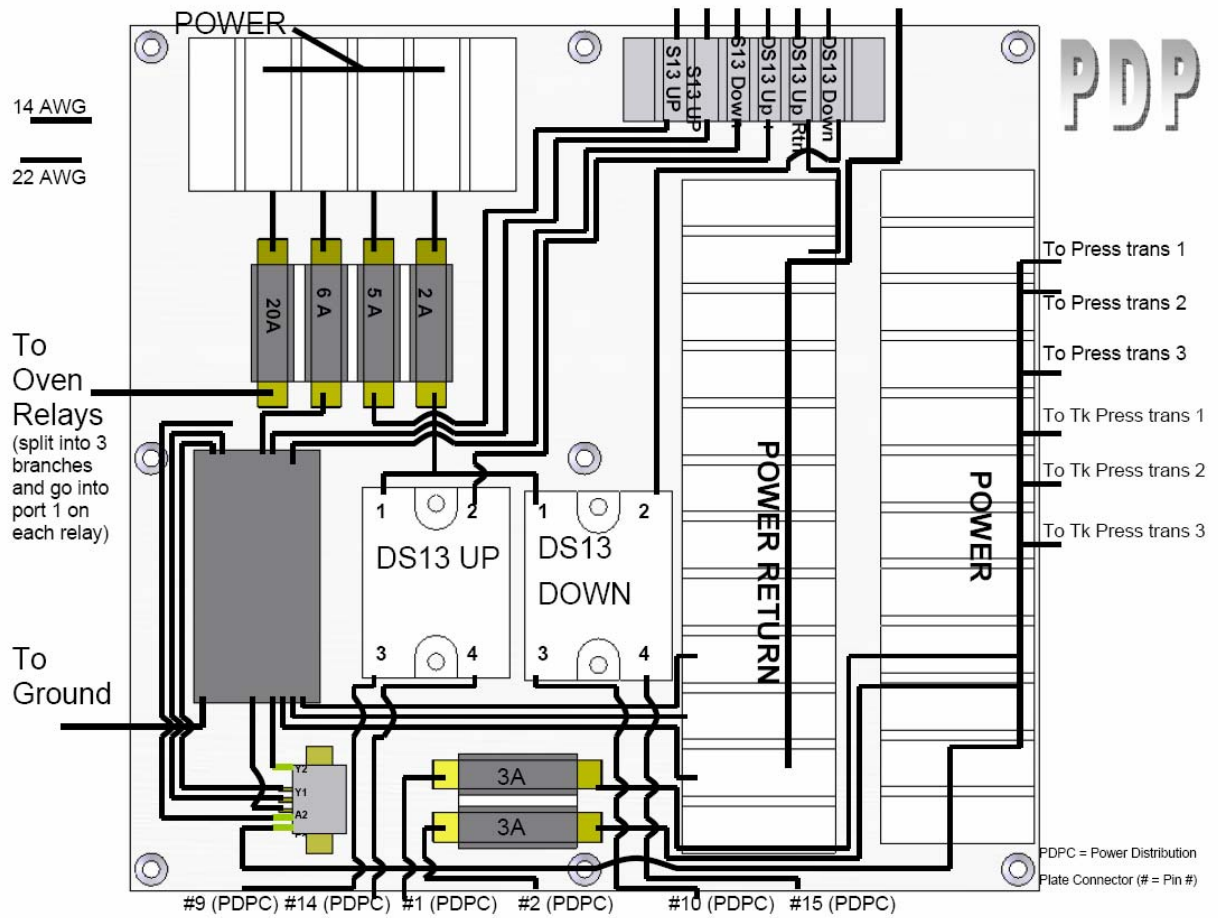 POWER
PDP
14 AWG
22 AWG
S13 UP
S13 UP
S13 Down
DS13 Up +
DS13 Up Rtn
DS13 Down
20A
6 A
5 A
2 A
To
Oven
Relays
(split into 3
branches
and go into
port 1 on
each relay)
To Press trans 1
To Press trans 2
To Press trans 3
To Tk Press trans 1
To Tk Press trans 2
To Tk Press trans 3
1 2
DS13 UP
3 4
1 2
DS13
DOWN
3 4
POWER RETURN
POWER
To
Ground
Y2
Y1
A2
3A
3A
PDPC = Power Distribution
Plate Connector (# = Pin #)
#9 (PDPC) #14 (PDPC) #1 (PDPC) #2 (PDPC) #10 (PDPC) #15 (PDPC)